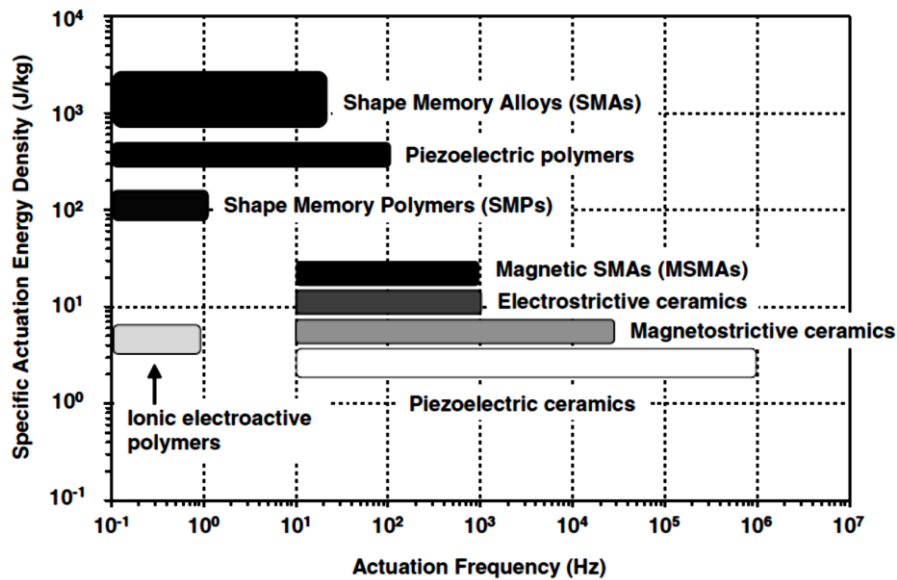 Specific Actuation Energy Density (J/kg)
10⁴
10³
10²
10¹
10⁰
10⁻¹
Shape Memory Alloys (SMAs)
Piezoelectric polymers
Shape Memory Polymers (SMPs)
Magnetic SMAs (MSMAs)
Electrostrictive ceramics
Magnetostrictive ceramics
Piezoelectric ceramics
Ionic electroactive
polymers
10⁻¹ 10⁰ 10¹ 10² 10³ 10⁴ 10⁵ 10⁶ 10⁷
Actuation Frequency (Hz)